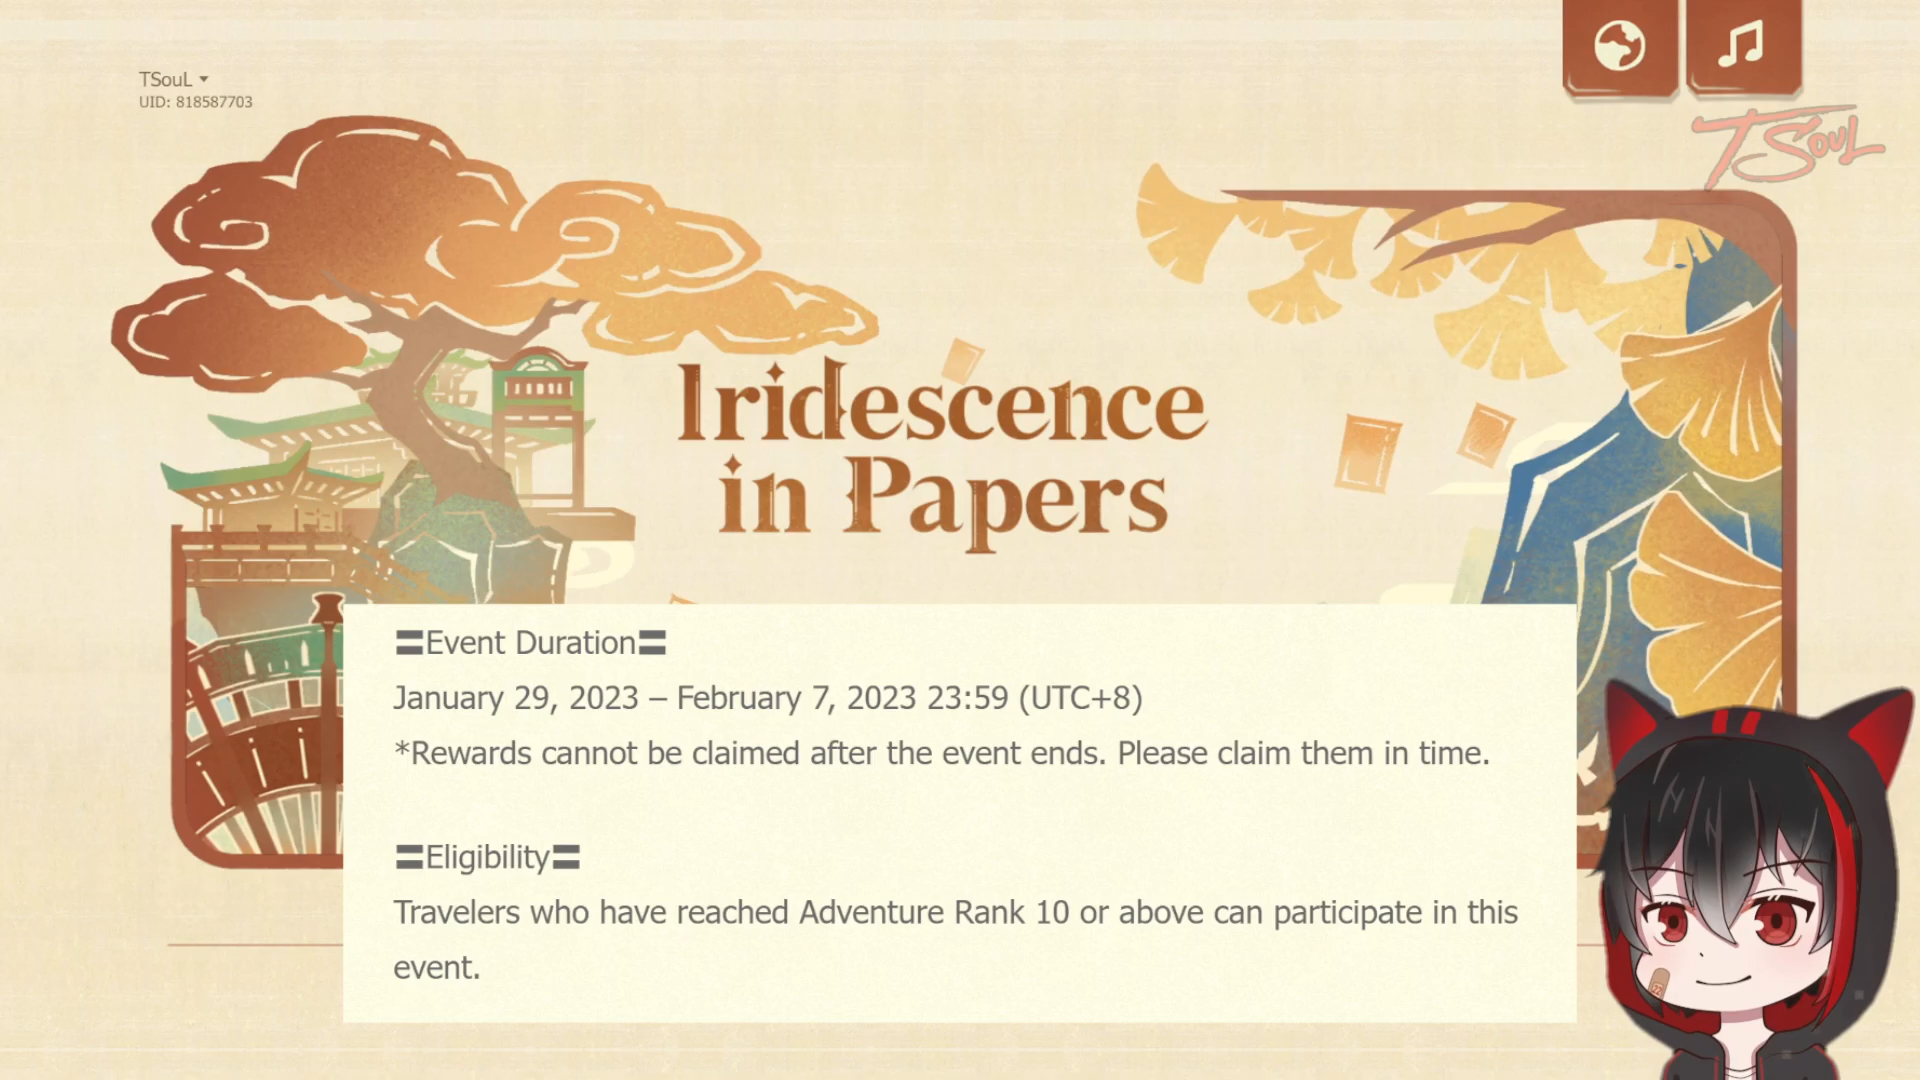 TSouL
UID: 818587703
TSouL
Iridescence
in Papers
〓Event Duration〓
January 29, 2023 – February 7, 2023 23:59 (UTC+8)
*Rewards cannot be claimed after the event ends. Please claim them in time.
〓Eligibility〓
Travelers who have reached Adventure Rank 10 or above can participate in this
event.